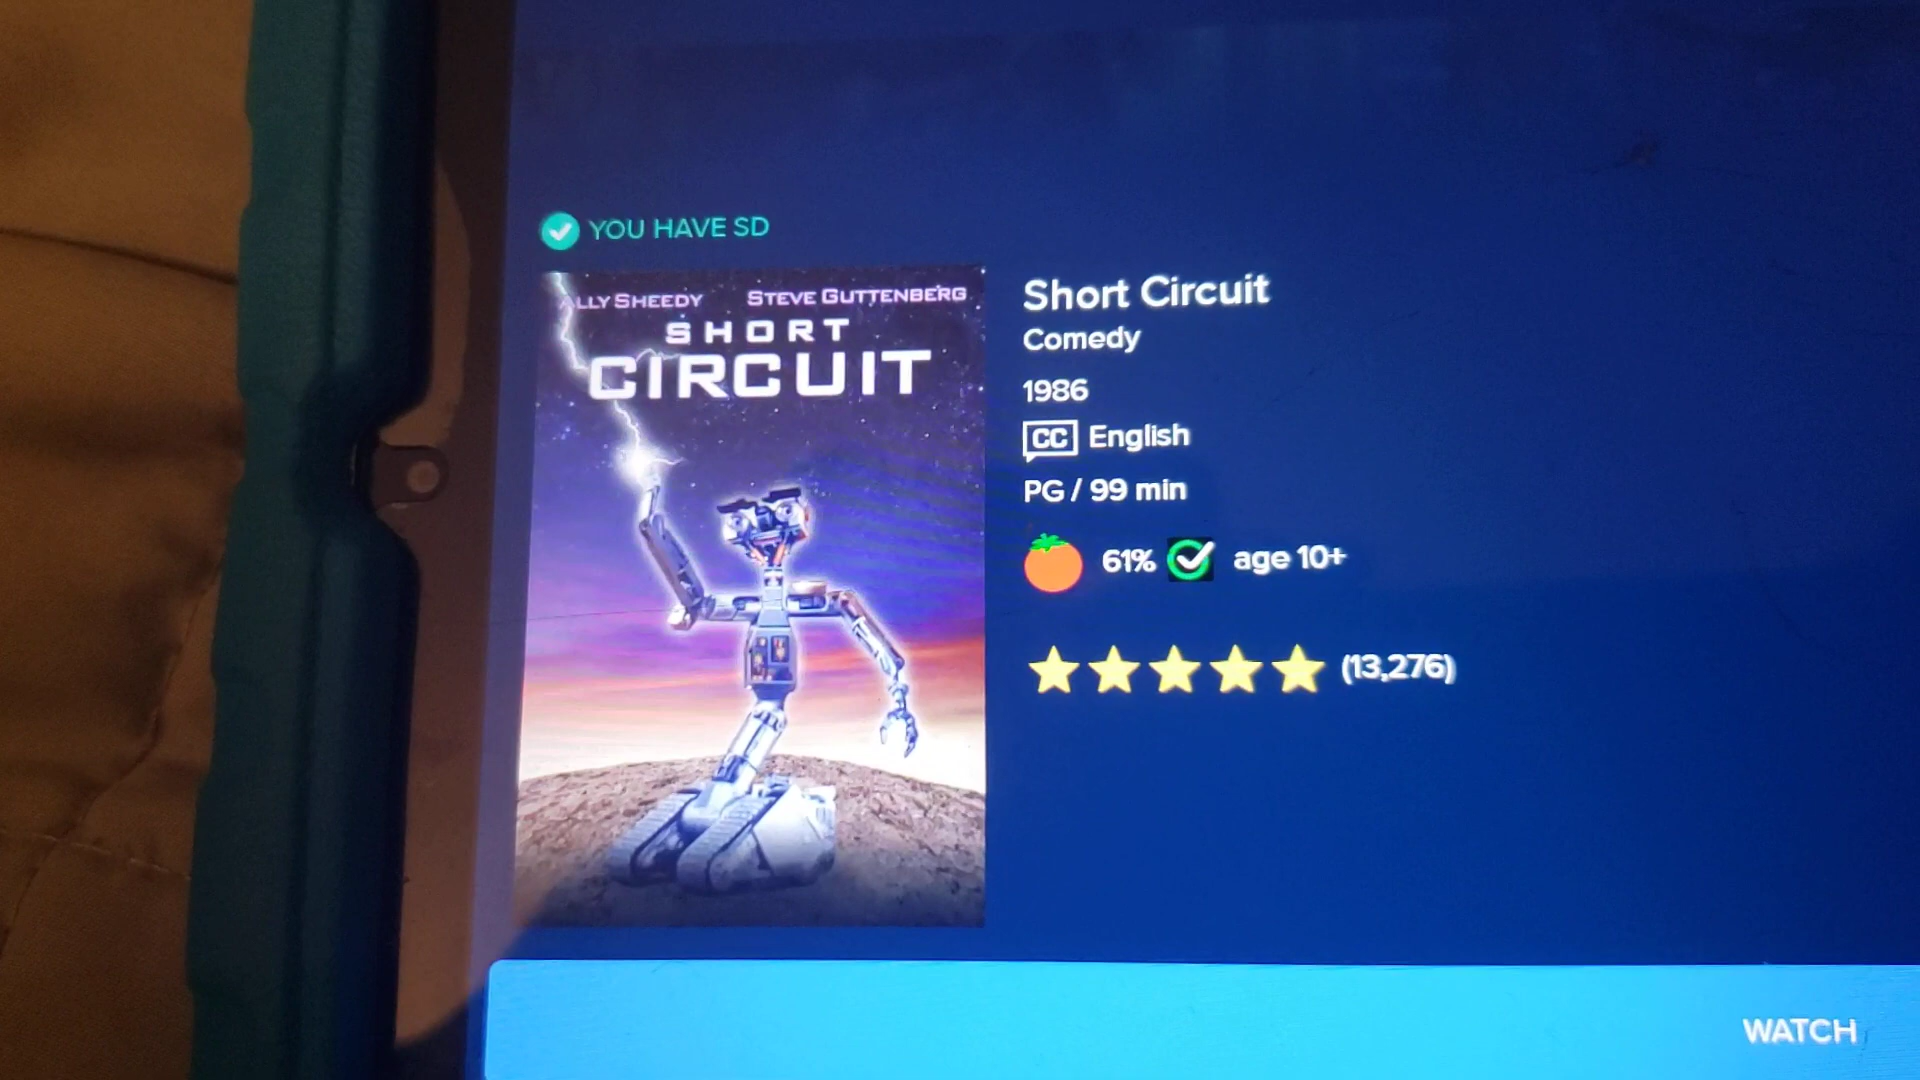 YOU HAVE SD
ALLY SHEEDY STEVE GUTTENBERG
SHORT
CIRCUIT
Short Circuit
Comedy
1986
CC English
PG / 99 min
61% age 10+
(13,276)
WATCH